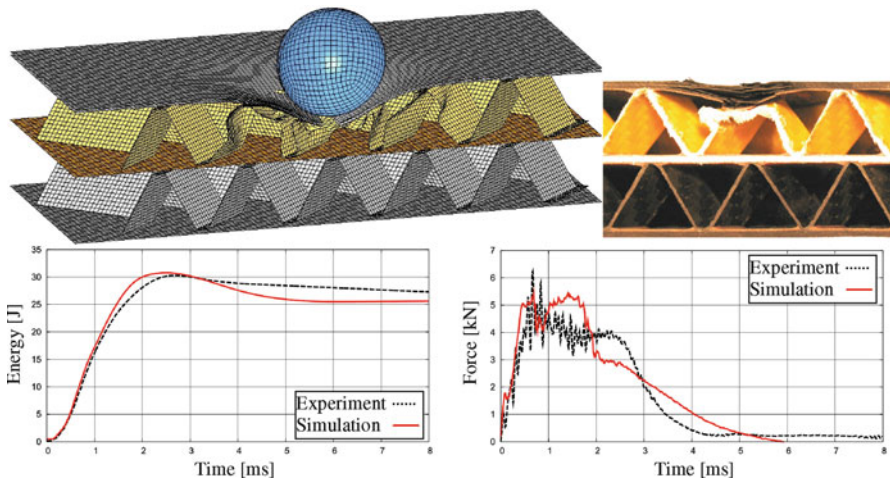 35
30
25
20
15
30
5
0
0 1 2 3 4 5 6 7 8
Energy [J]
Time [ms]
Experiment
Simulation
7
6
5
4
3
2
1
0
0 1 2 3 4 5 6 7 8
Force [kN]
Time [ms]
Experiment
Simulation